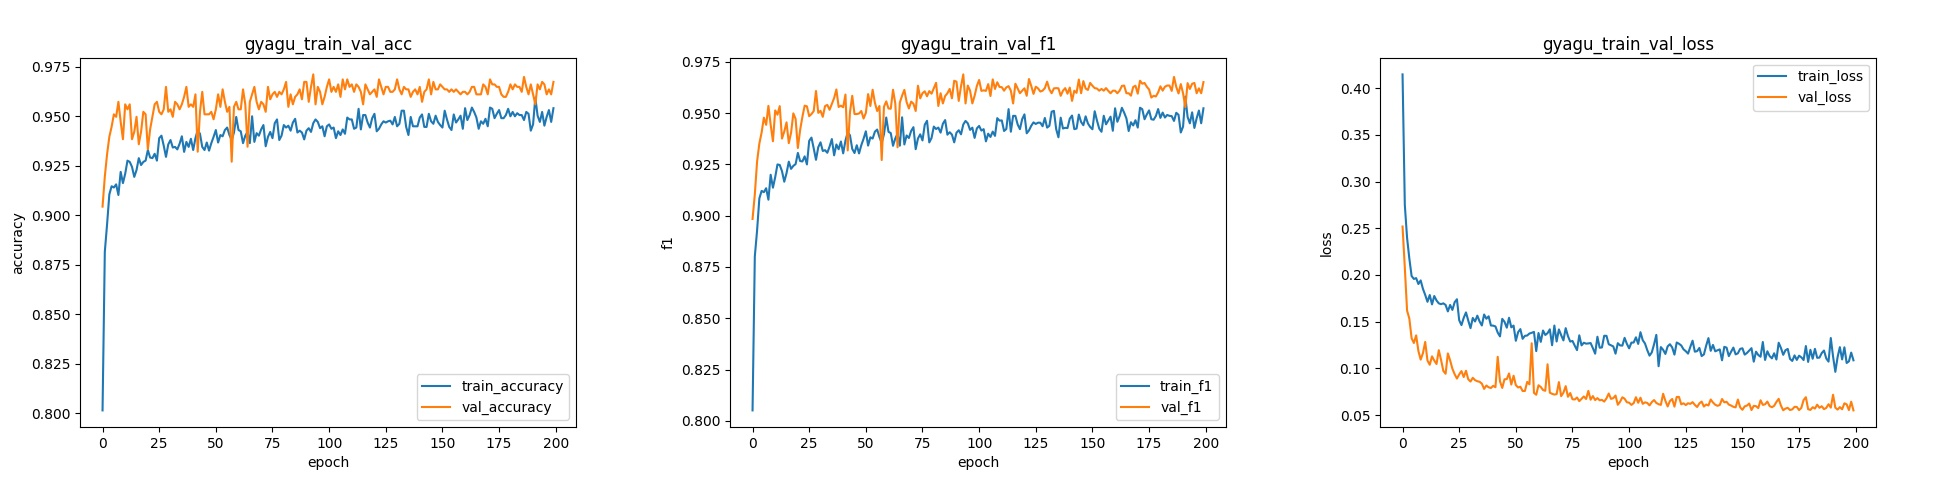 gyagu_train_val_acc
accuracy
0.975
0.950
0.925
0.900
0.875
0.850
0.825
0.800
train_accuracy
val_accuracy
0 25 50 75 100 125 150 175 200
epoch
gyagu_train_val_f1
f1
0.975
0.950
0.925
0.900
0.875
0.850
0.825
0.800
train_f1
val_f1
0 25 50 75 100 125 150 175 200
epoch
gyagu_train_val_loss
loss
0.40
0.35
0.30
0.25
0.20
0.15
0.10
0.05
train_loss
val_loss
0 25 50 75 100 125 150 175 200
epoch